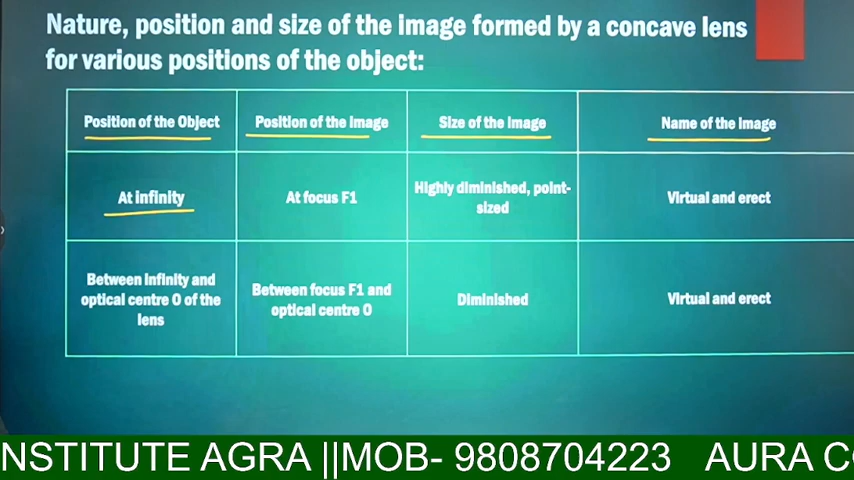 Nature, position and size of the image formed by a concave lens
for various positions of the object:
Position of the Object
Position of the Image
Size of the Image
Name of the Image
At infinity
At focus F1
Highly diminished, point-
sized
Virtual and erect
Between infinity and
optical centre O of the
lens
Between focus F1 and
optical centre O
Diminished
Virtual and erect
NSTITUTE AGRA ||MOB- 9808704223 AURA C